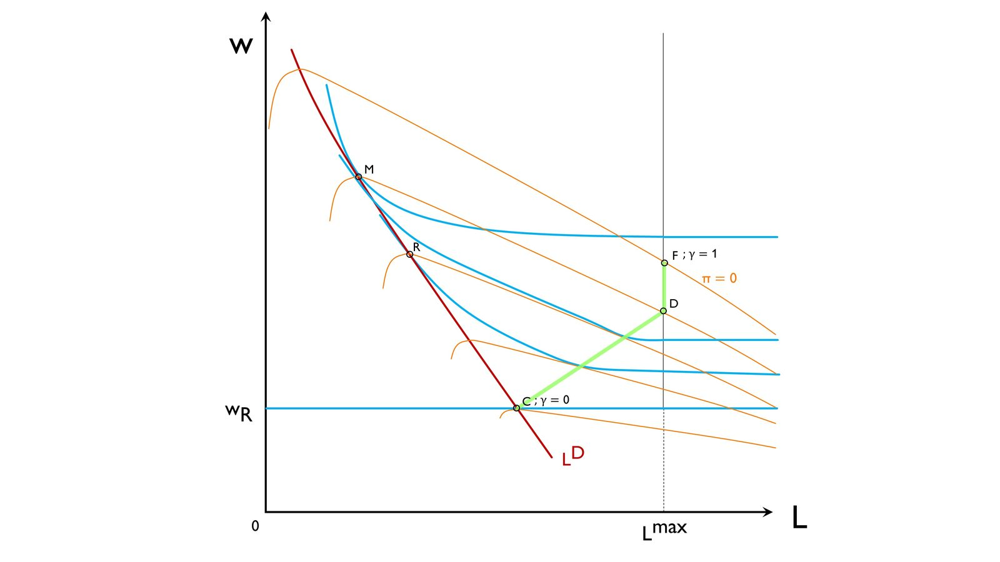 w
M
R
F ; γ = 1
π = 0
D
C ; γ = 0
wR
LD
0
Lmax
L